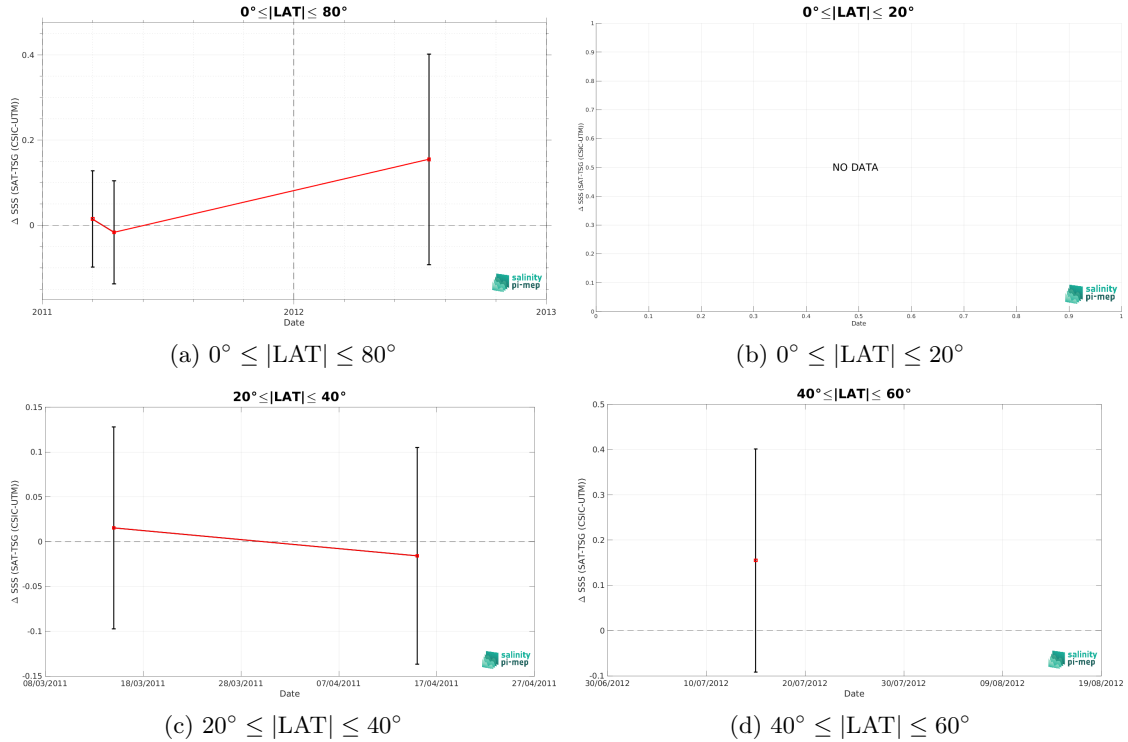 0°≤|LAT|≤ 80°
Δ SSS (SAT-TSG (CSIC-UTM))
0.4
0.2
0
2011
2012
2013
Date
salinity
pi-mep
(a) 0° ≤ |LAT| ≤ 80°
0°≤|LAT|≤ 20°
Δ SSS (SAT-TSG (CSIC-UTM))
1
0.9
0.8
0.7
0.6
0.5
0.4
0.3
0.2
0.1
0
NO DATA
0 0.1 0.2 0.3 0.4 0.5 0.6 0.7 0.8 0.9 1
Date
salinity
pi-mep
(b) 0° ≤ |LAT| ≤ 20°
20°≤|LAT|≤ 40°
Δ SSS (SAT-TSG (CSIC-UTM))
0.15
0.1
0.05
0
-0.05
-0.1
-0.15
08/03/2011 18/03/2011 28/03/2011 07/04/2011 17/04/2011 27/04/2011
Date
salinity
pi-mep
(c) 20° ≤ |LAT| ≤ 40°
40°≤|LAT|≤ 60°
Δ SSS (SAT-TSG (CSIC-UTM))
0.5
0.4
0.3
0.2
0.1
0
-0.1
30/06/2012 10/07/2012 20/07/2012 30/07/2012 09/08/2012 19/08/2012
Date
salinity
pi-mep
(d) 40° ≤ |LAT| ≤ 60°